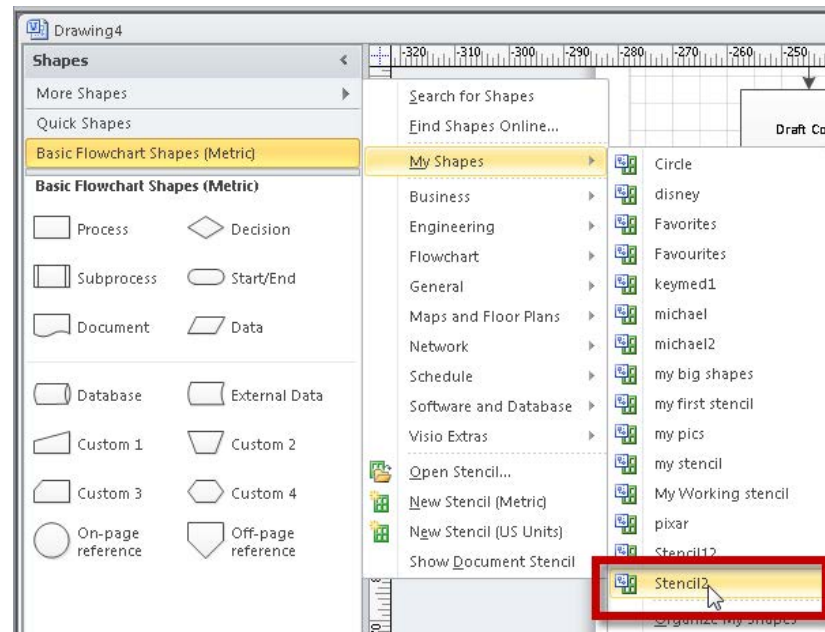 Drawing4
Shapes
More Shapes
Quick Shapes
Basic Flowchart Shapes (Metric)
Basic Flowchart Shapes (Metric)
Process
Decision
Subprocess
Start/End
Document
Data
Database
External Data
Custom 1
Custom 2
Custom 3
Custom 4
On-page
reference
Off-page
reference
-320 -310 -300 -290 -280 -270 -260 -250
Draft Co
Search for Shapes
Find Shapes Online...
My Shapes
Business
Engineering
Flowchart
General
Maps and Floor Plans
Network
Schedule
Software and Database
Visio Extras
Open Stencil...
New Stencil (Metric)
New Stencil (US Units)
Show Document Stencil
Circle
disney
Favorites
Favourites
keymed1
michael
michael2
my big shapes
my first stencil
my pics
my stencil
My Working stencil
pixar
Stencil12
Stencil2
Organize My Shapes